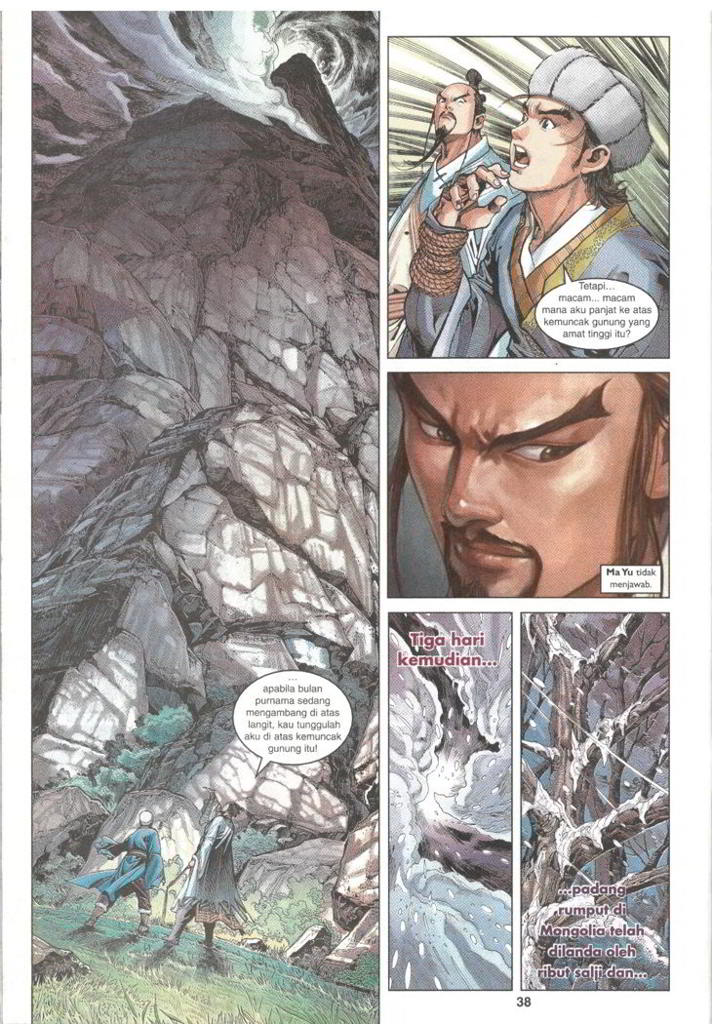 ...
apabila bulan
purnama sedang
mengambang di atas
langit, kau tunggulah
aku di atas kemuncak
gunung itu!
Tetapi...
macam... macam
mana aku panjat ke atas
kemuncak gunung yang
amat tinggi itu?
Ma Yu tidak
menjawab.
Tiga hari
kemudian...
...padang
rumput di
Mongolia telah
dilanda oleh
ribut salji dan...
38